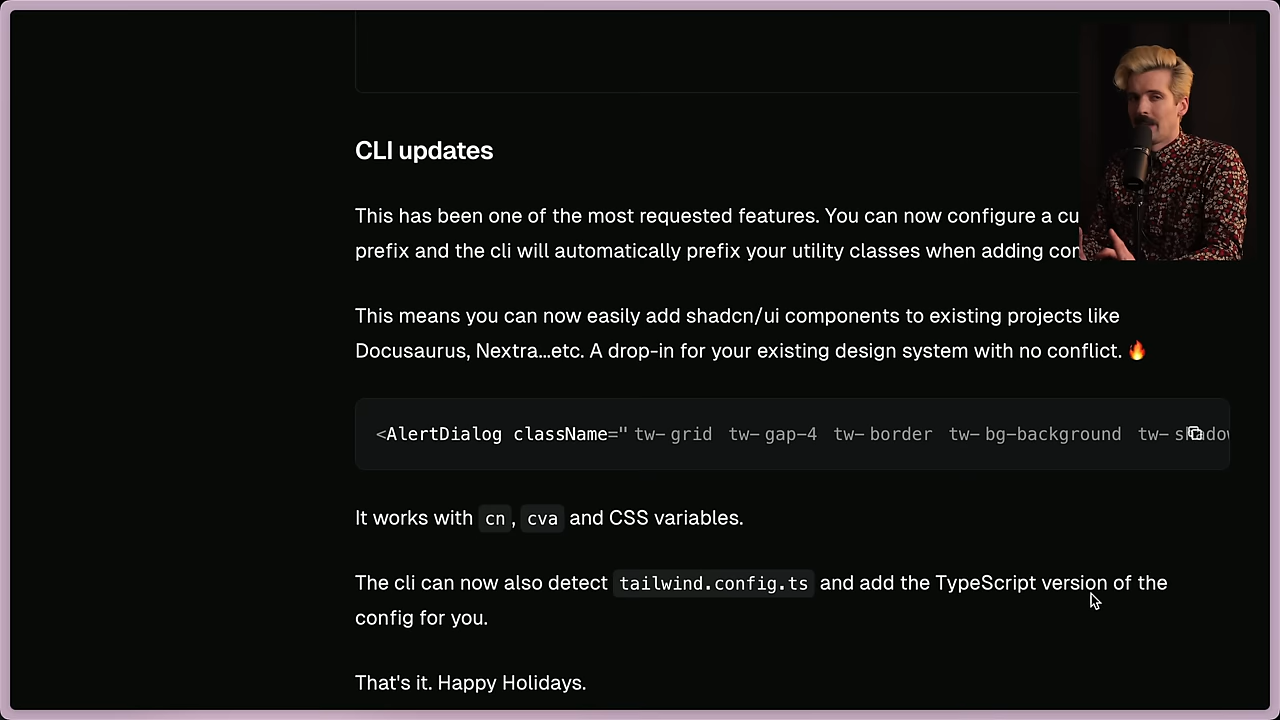 CLI updates
This has been one of the most requested features. You can now configure a
prefix and the cli will automatically prefix your utility classes when adding
This means you can now easily add shadcn/ui components to existing projects like
Docusaurus, Nextra...etc. A drop-in for your existing design system with no conflict. 🔥
<AlertDialog className="tw-grid tw-gap-4 tw-border tw-bg-background tw-
It works with cn, cva and CSS variables.
The cli can now also detect tailwind.config.ts and add the TypeScript version of the
config for you.
That's it. Happy Holidays.